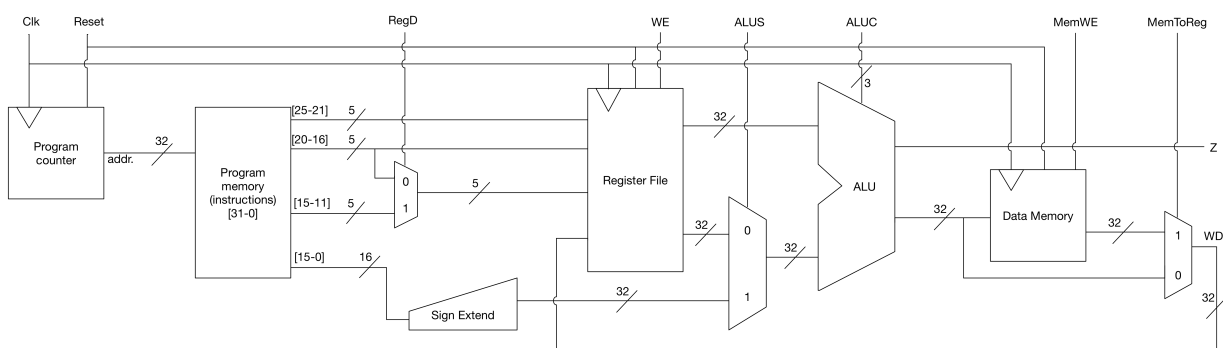 Clk Reset RegD WE ALUS ALUC MemWE MemToReg
3
[25-21] 5
32
[20-16] 5
Program
counter
32
addr.
Program
memory
(instructions)
[31-0]
0
1
5
[15-11] 5
Register File
ALU
Z
32
Data Memory
32
0
1
32
32
1
0
WD
[15-0] 16
32
Sign Extend
32